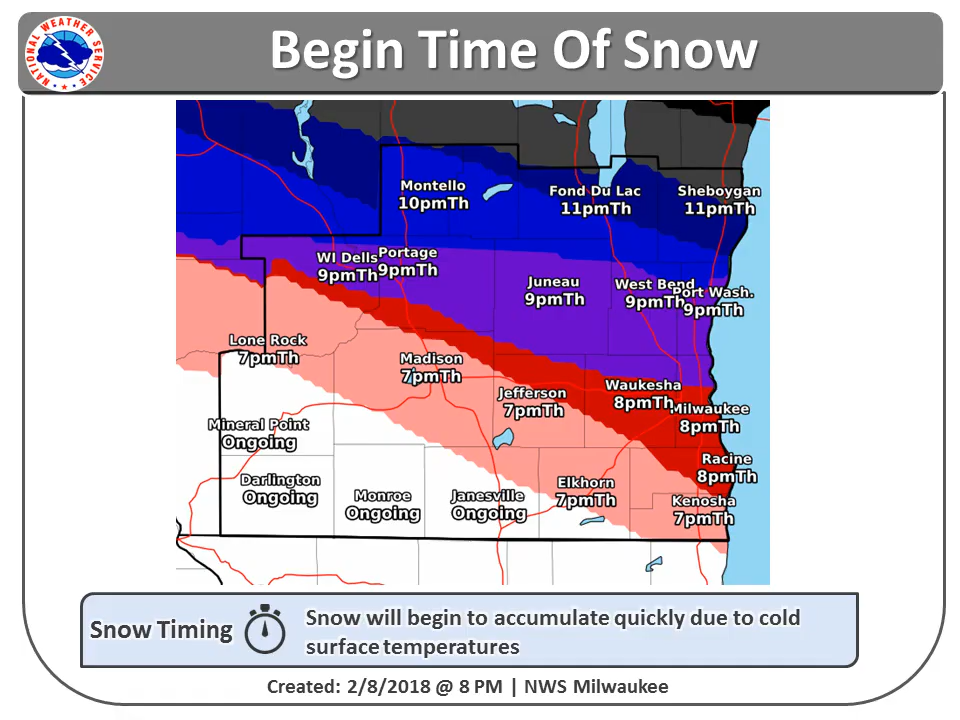 NATIONAL WEATHER SERVICE
Begin Time Of Snow
Montello
10pmTh
Fond Du Lac
11pmTh
Sheboygan
11pmTh
WI Dells
9pmTh
Portage
9pmTh
Juneau
9pmTh
West Bend
9pmTh
Port Wash.
9pmTh
Lone Rock
7pmTh
Madison
7pmTh
Jefferson
7pmTh
Waukesha
8pmTh
Milwaukee
8pmTh
Mineral Point
Ongoing
Racine
8pmTh
Darlington
Ongoing
Monroe
Ongoing
Janesville
Ongoing
Elkhorn
7pmTh
Kenosha
7pmTh
Snow Timing
Snow will begin to accumulate quickly due to cold
surface temperatures
Created: 2/8/2018 @ 8 PM | NWS Milwaukee